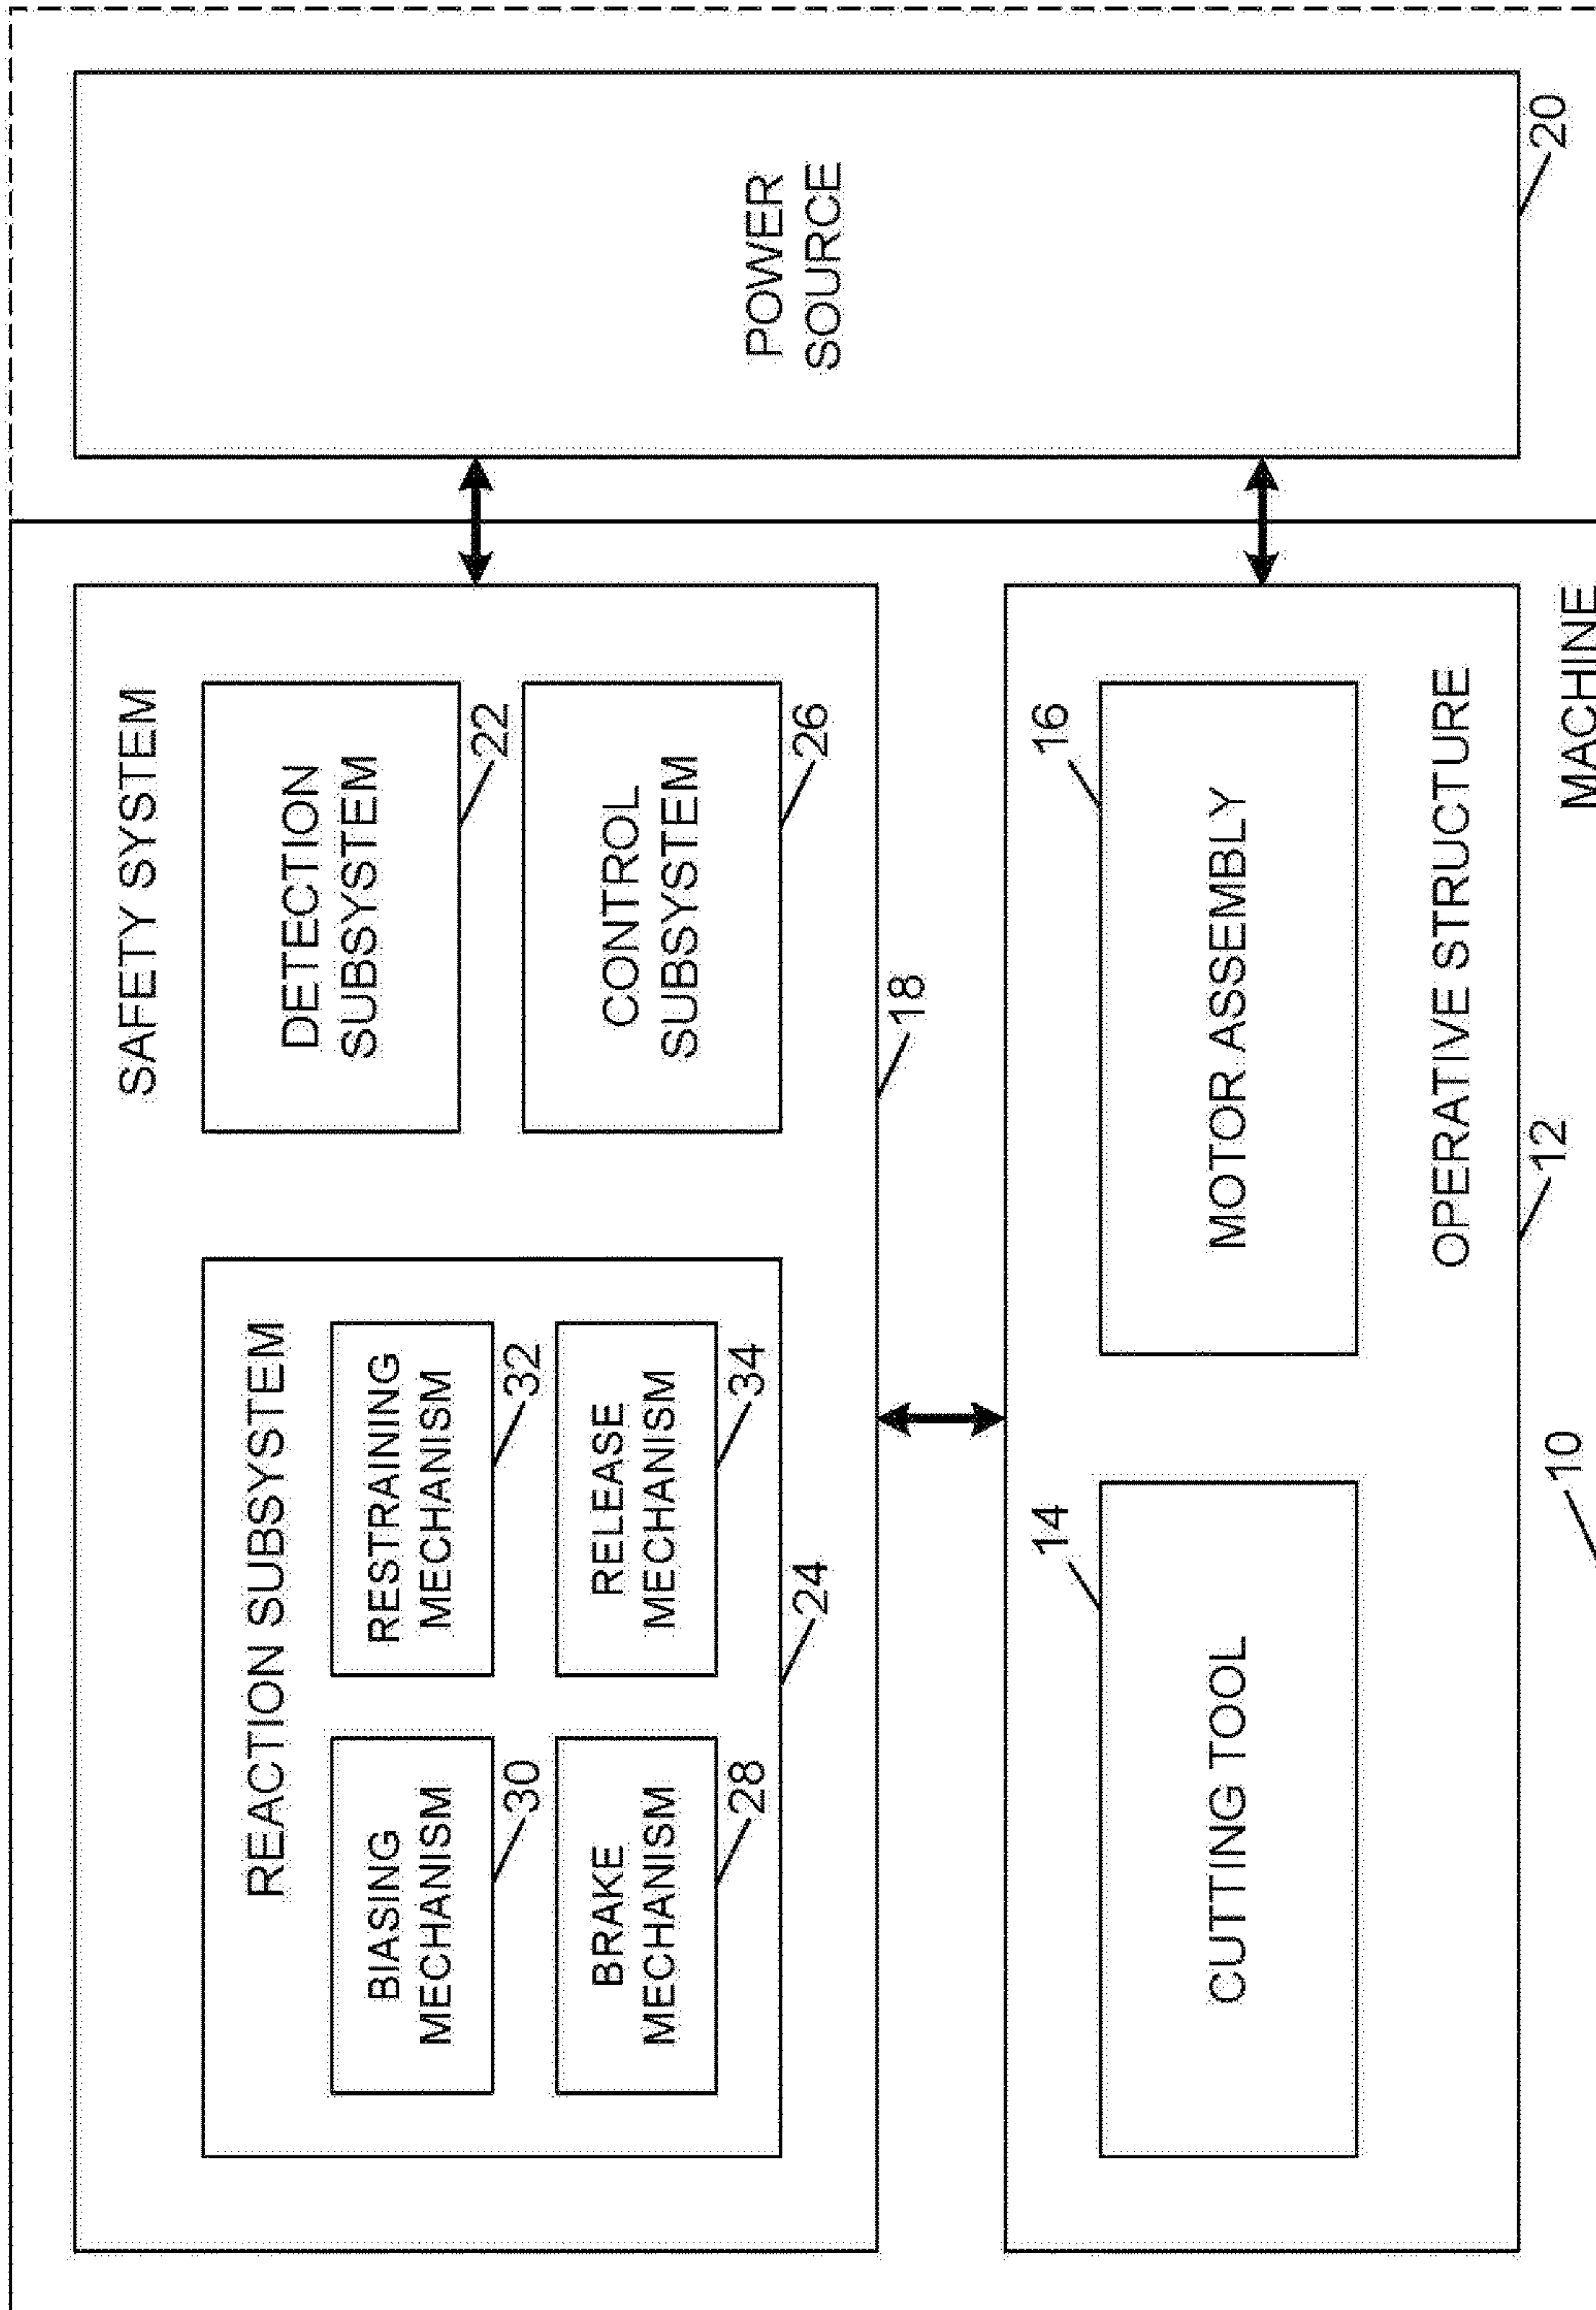 SAFETY SYSTEM
REACTION SUBSYSTEM
BIASING
MECHANISM
30
RESTRAINING
MECHANISM
32
BRAKE
MECHANISM
28
RELEASE
MECHANISM
34
24
DETECTION
SUBSYSTEM
22
CONTROL
SUBSYSTEM
26
18
14
CUTTING TOOL
16
MOTOR ASSEMBLY
OPERATIVE STRUCTURE
12
10
MACHINE
POWER
SOURCE
20